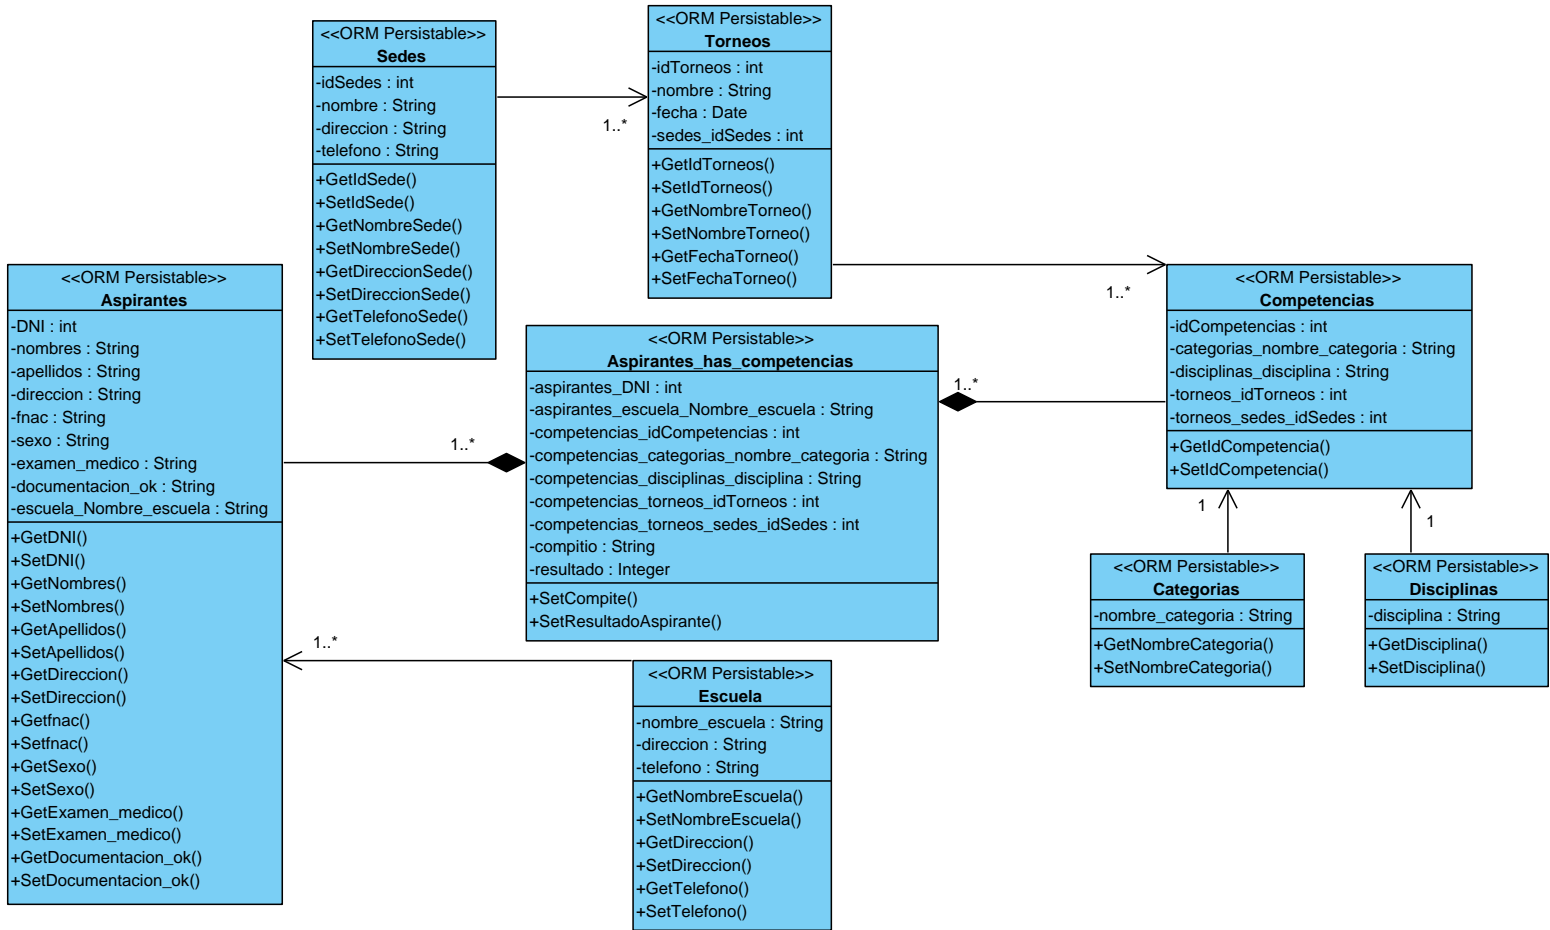 <<ORM Persistable>>
Sedes
-idSedes : int
-nombre : String
-direccion : String
-telefono : String
+GetIdSede()
+SetIdSede()
+GetNombreSede()
+SetNombreSede()
+GetDireccionSede()
+SetDireccionSede()
+GetTelefonoSede()
+SetTelefonoSede()
1..*
<<ORM Persistable>>
Torneos
-idTorneos : int
-nombre : String
-fecha : Date
-sedes_idSedes : int
+GetIdTorneos()
+SetIdTorneos()
+GetNombreTorneo()
+SetNombreTorneo()
+GetFechaTorneo()
+SetFechaTorneo()
1..*
<<ORM Persistable>>
Aspirantes
-DNI : int
-nombres : String
-apellidos : String
-direccion : String
-fnac : String
-sexo : String
-examen_medico : String
-documentacion_ok : String
-escuela_Nombre_escuela : String
+GetDNI()
+SetDNI()
+GetNombres()
+SetNombres()
+GetApellidos()
+SetApellidos()
+GetDireccion()
+SetDireccion()
+Getfnac()
+Setfnac()
+GetSexo()
+SetSexo()
+GetExamen_medico()
+SetExamen_medico()
+GetDocumentacion_ok()
+SetDocumentacion_ok()
1..*
1..*
<<ORM Persistable>>
Aspirantes_has_competencias
-aspirantes_DNI : int
-aspirantes_escuela_Nombre_escuela : String
-competencias_idCompetencias : int
-competencias_categorias_nombre_categoria : String
-competencias_disciplinas_disciplina : String
-competencias_torneos_idTorneos : int
-competencias_torneos_sedes_idSedes : int
-compitio : String
-resultado : Integer
+SetCompite()
+SetResultadoAspirante()
1..*
<<ORM Persistable>>
Competencias
-idCompetencias : int
-categorias_nombre_categoria : String
-disciplinas_disciplina : String
-torneos_idTorneos : int
-torneos_sedes_idSedes : int
+GetIdCompetencia()
+SetIdCompetencia()
1
1
<<ORM Persistable>>
Categorias
-nombre_categoria : String
+GetNombreCategoria()
+SetNombreCategoria()
<<ORM Persistable>>
Disciplinas
-disciplina : String
+GetDisciplina()
+SetDisciplina()
<<ORM Persistable>>
Escuela
-nombre_escuela : String
-direccion : String
-telefono : String
+GetNombreEscuela()
+SetNombreEscuela()
+GetDireccion()
+SetDireccion()
+GetTelefono()
+SetTelefono()